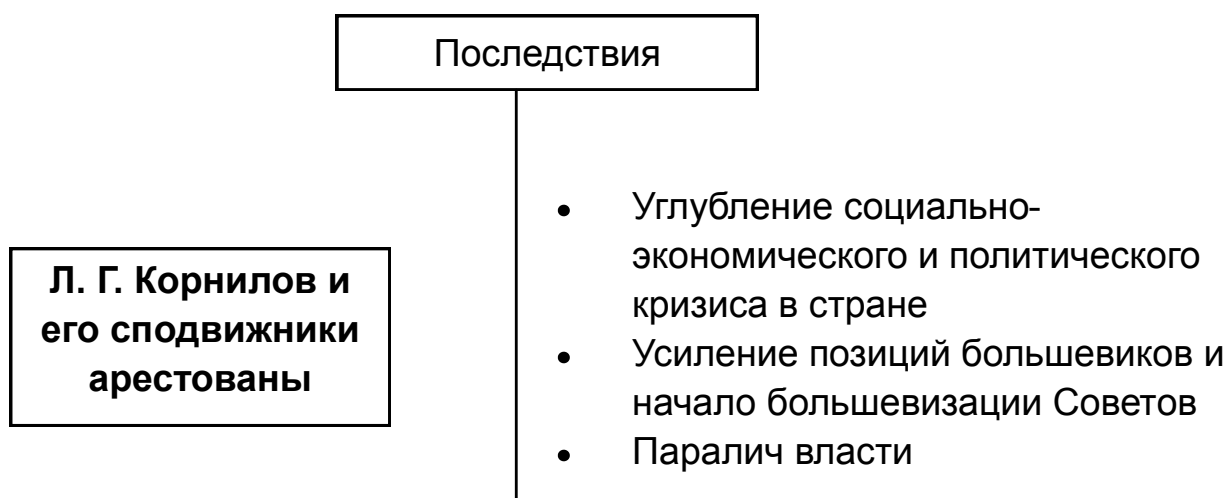 Последствия
Л. Г. Корнилов и
его сподвижники
арестованы
• Углубление социально-
экономического и политического
кризиса в стране
• Усиление позиций большевиков и
начало большевизации Советов
• Паралич власти